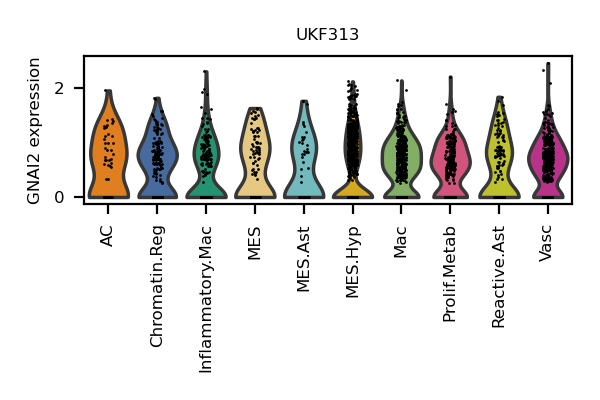 UKF313
GNAI2 expression
2
0
AC
Chromatin.Reg
Inflammatory.Mac
MES
MES.Ast
MES.Hyp
Mac
Prolif.Metab
Reactive.Ast
Vasc